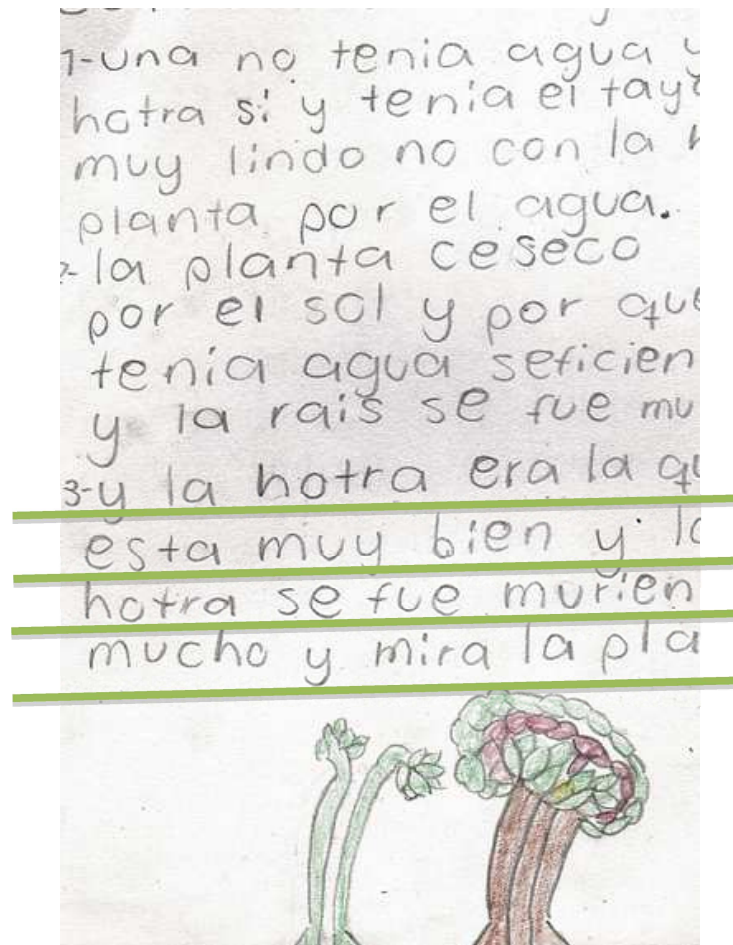 1-una no tenia agua y
hotra si y tenia el tay
muy lindo no con la
planta por el agua.
2-la planta ceseco
por el sol y por que
tenia agua seficien
y la rais se fue mu
3-y la hotra era la qu
esta muy bien y la
hotra se fue murien
mucho y mira la pla